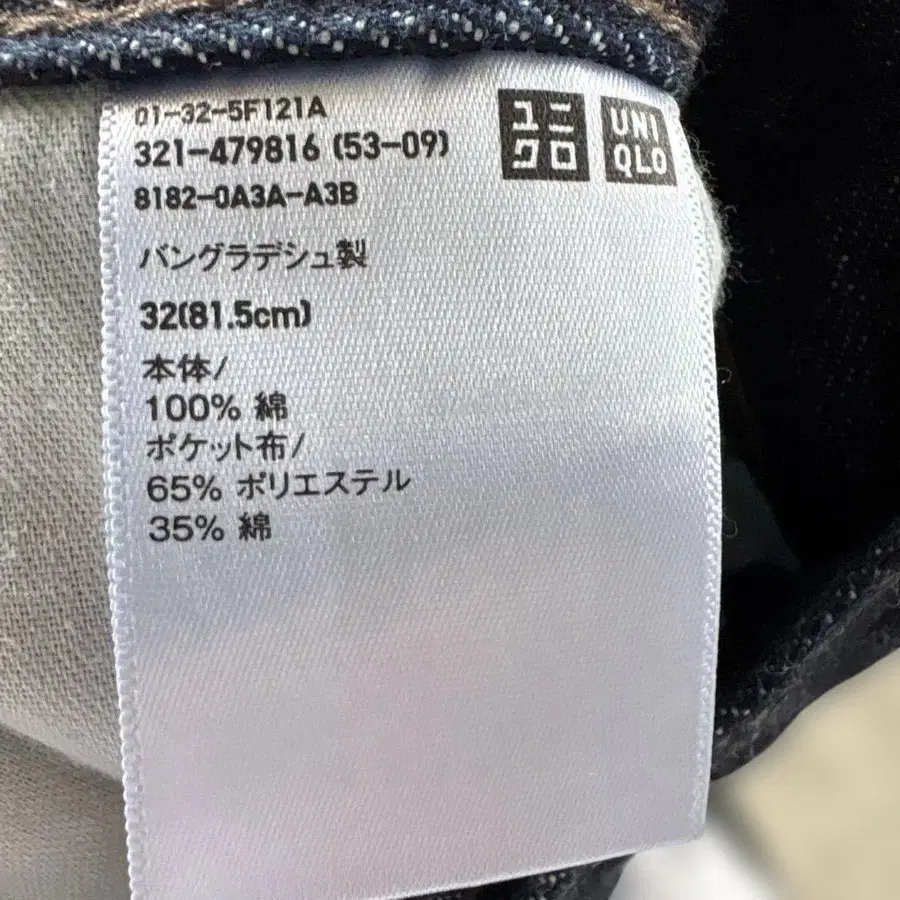 01-32-5F121A
321-479816 (53-09)
8182-0A3A-A3B
ユニ
クロ
UNI
QLO
バングラデシュ製
32(81.5cm)
本体/
100% 綿
ポケット布/
65% ポリエステル
35% 綿